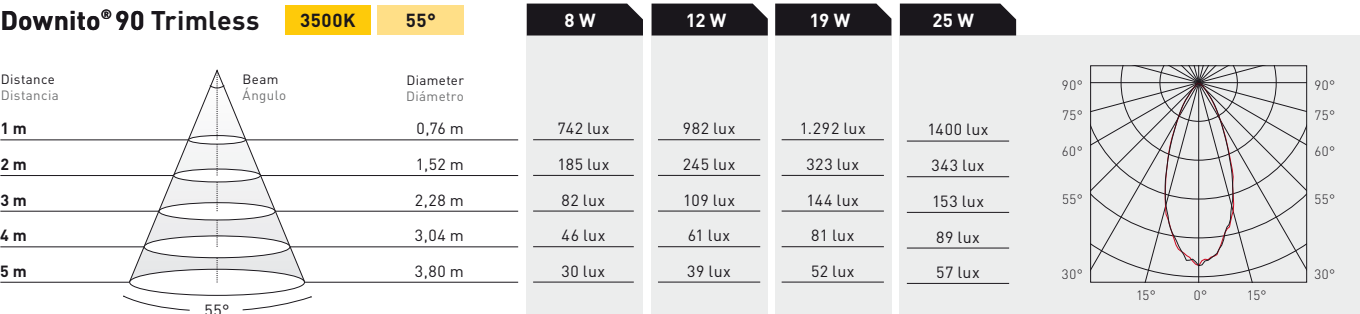 Downito® 90 Trimless 3500K 55° 8 W 12 W 19 W 25 W
Distance Beam Diameter
Distancia Ángulo Diámetro
1 m 0,76 m 742 lux 982 lux 1.292 lux 1400 lux
2 m 1,52 m 185 lux 245 lux 323 lux 343 lux
3 m 2,28 m 82 lux 109 lux 144 lux 153 lux
4 m 3,04 m 46 lux 61 lux 81 lux 89 lux
5 m 3,80 m 30 lux 39 lux 52 lux 57 lux
55°
90° 90°
75° 75°
60° 60°
55° 55°
30° 30°
15° 0° 15°